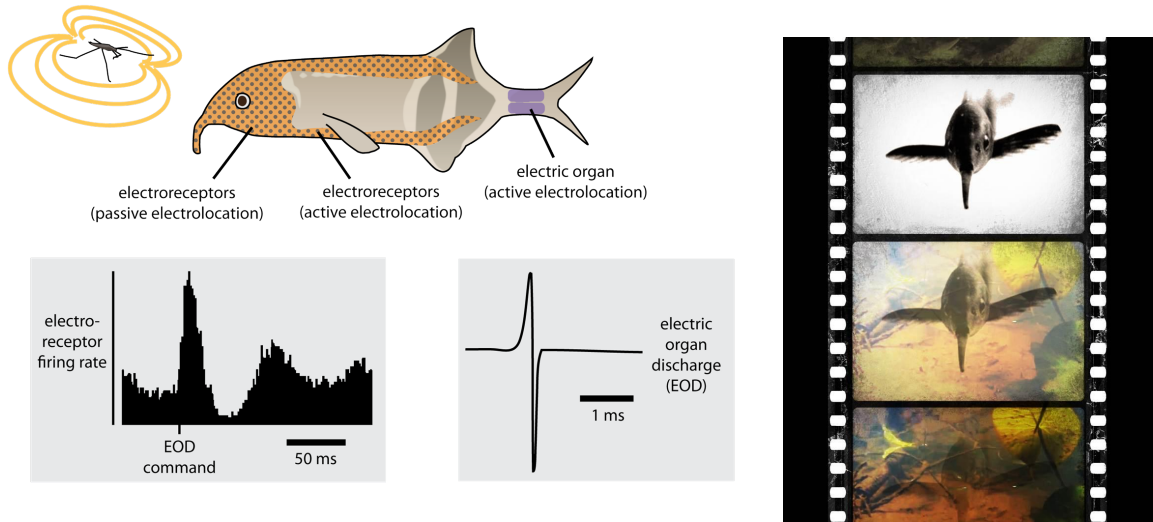 electroreceptors
(passive electrolocation)
electroreceptors
(active electrolocation)
electric organ
(active electrolocation)
electro-
receptor
firing rate
EOD
command
50 ms
electric
organ
discharge
(EOD)
1 ms